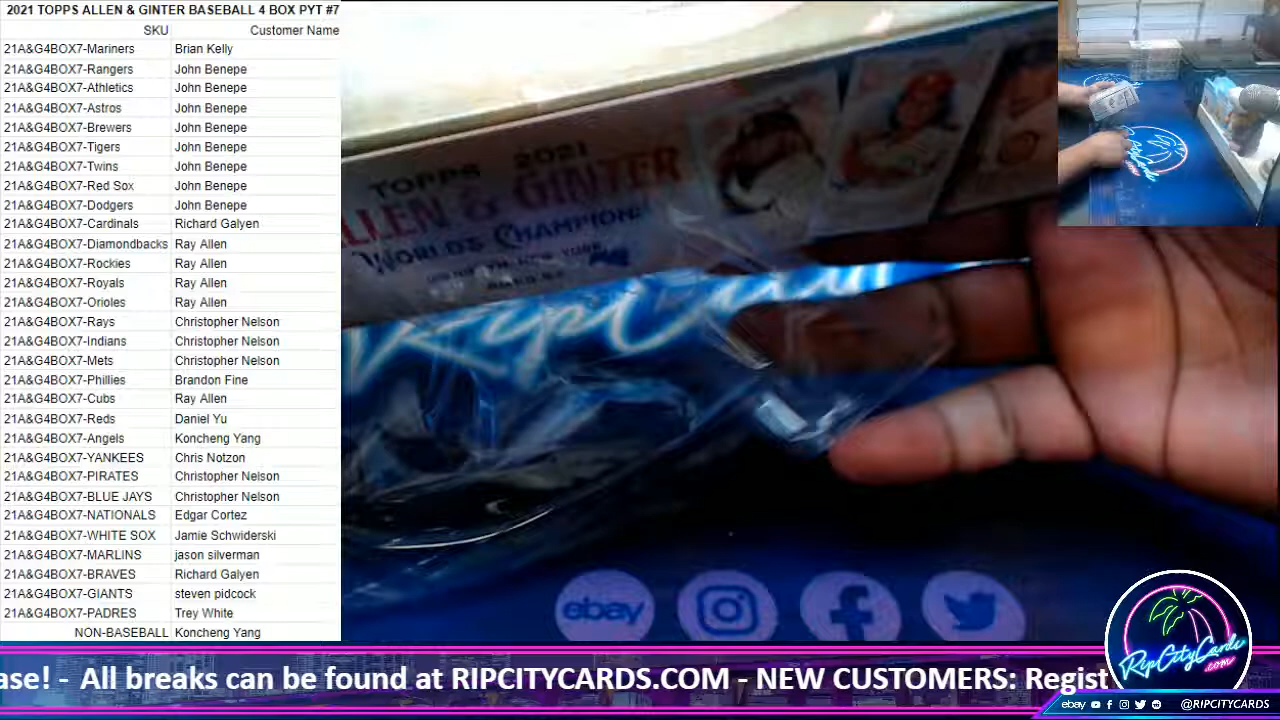 2021 TOPPS ALLEN & GINTER BASEBALL 4 BOX PYT #7
SKU Customer Name
21A&G4BOX7-Mariners Brian Kelly
21A&G4BOX7-Rangers John Benepe
21A&G4BOX7-Athletics John Benepe
21A&G4BOX7-Astros John Benepe
21A&G4BOX7-Brewers John Benepe
21A&G4BOX7-Tigers John Benepe
21A&G4BOX7-Twins John Benepe
21A&G4BOX7-Red Sox John Benepe
21A&G4BOX7-Dodgers John Benepe
21A&G4BOX7-Cardinals Richard Galyen
21A&G4BOX7-Diamondbacks Ray Allen
21A&G4BOX7-Rockies Ray Allen
21A&G4BOX7-Royals Ray Allen
21A&G4BOX7-Orioles Ray Allen
21A&G4BOX7-Rays Christopher Nelson
21A&G4BOX7-Indians Christopher Nelson
21A&G4BOX7-Mets Christopher Nelson
21A&G4BOX7-Phillies Brandon Fine
21A&G4BOX7-Cubs Ray Allen
21A&G4BOX7-Reds Daniel Yu
21A&G4BOX7-Angels Koncheng Yang
21A&G4BOX7-YANKEES Chris Notzon
21A&G4BOX7-PIRATES Christopher Nelson
21A&G4BOX7-BLUE JAYS Christopher Nelson
21A&G4BOX7-NATIONALS Edgar Cortez
21A&G4BOX7-WHITE SOX Jamie Schwiderski
21A&G4BOX7-MARLINS jason silverman
21A&G4BOX7-BRAVES Richard Galyen
21A&G4BOX7-GIANTS steven pidcock
21A&G4BOX7-PADRES Trey White
NON-BASEBALL Koncheng Yang
2021
TOPPS
ALLEN & GINTER
WORLD'S CHAMPIONS
ebay
ase! - All breaks can be found at RIPCITYCARDS.COM - NEW CUSTOMERS: Regist
RipCityCards
.com
ebay @RIPCITYCARDS